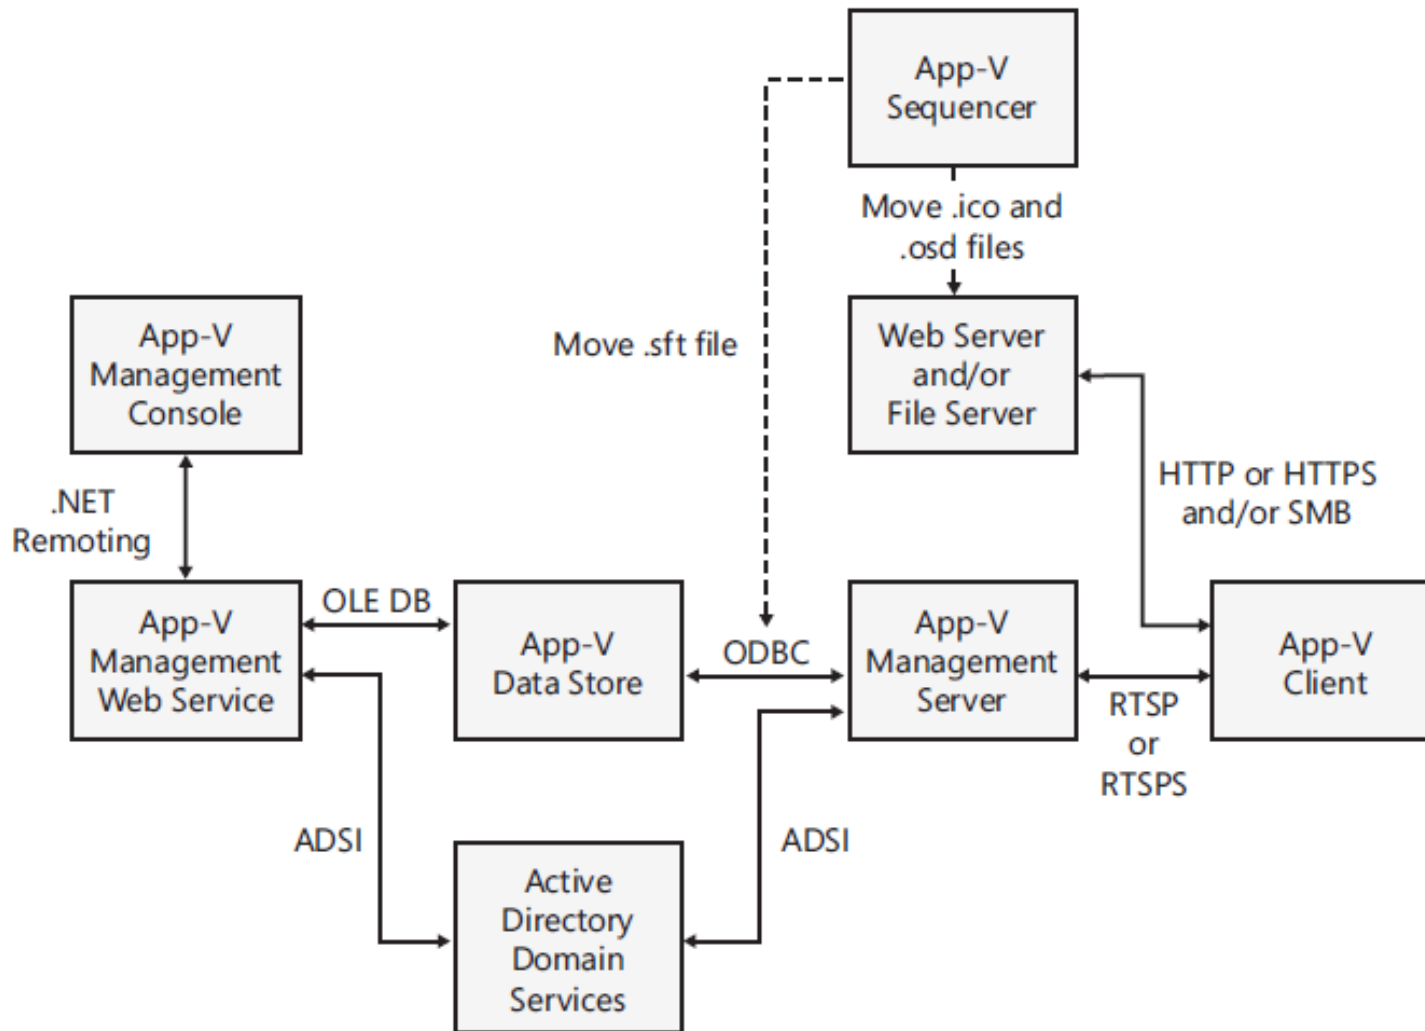 App-V
Sequencer
Move .ico and
.osd files
Move .sft file
App-V
Management
Console
Web Server
and/or
File Server
.NET
Remoting
HTTP or HTTPS
and/or SMB
App-V
Management
Web Service
OLE DB
App-V
Data Store
ODBC
App-V
Management
Server
RTSP
or
RTSPS
App-V
Client
ADSI
Active
Directory
Domain
Services
ADSI